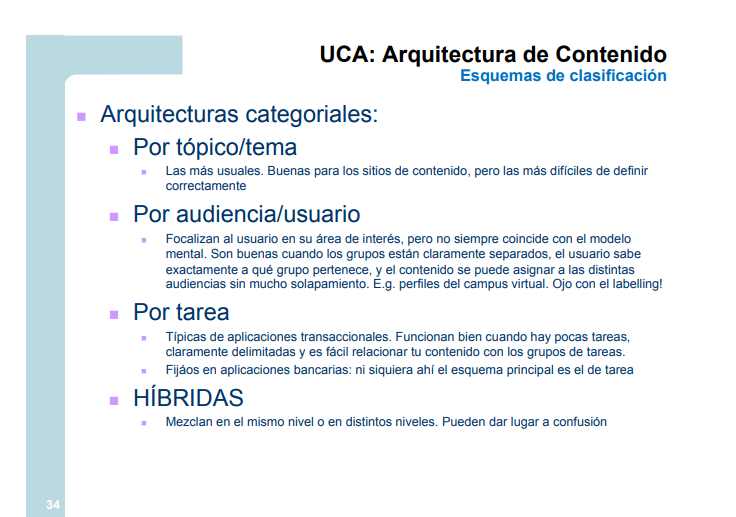 UCA: Arquitectura de Contenido
Esquemas de clasificación
Arquitecturas categoriales:
Por tópico/tema
Las más usuales. Buenas para los sitios de contenido, pero las más difíciles de definir
correctamente
Por audiencia/usuario
Focalizan al usuario en su área de interés, pero no siempre coincide con el modelo
mental. Son buenas cuando los grupos están claramente separados, el usuario sabe
exactamente a qué grupo pertenece, y el contenido se puede asignar a las distintas
audiencias sin mucho solapamiento. E.g. perfiles del campus virtual. Ojo con el labelling!
Por tarea
Típicas de aplicaciones transaccionales. Funcionan bien cuando hay pocas tareas,
claramente delimitadas y es fácil relacionar tu contenido con los grupos de tareas.
Fijáos en aplicaciones bancarias: ni siquiera ahí el esquema principal es el de tarea
HÍBRIDAS
Mezclan en el mismo nivel o en distintos niveles. Pueden dar lugar a confusión
34